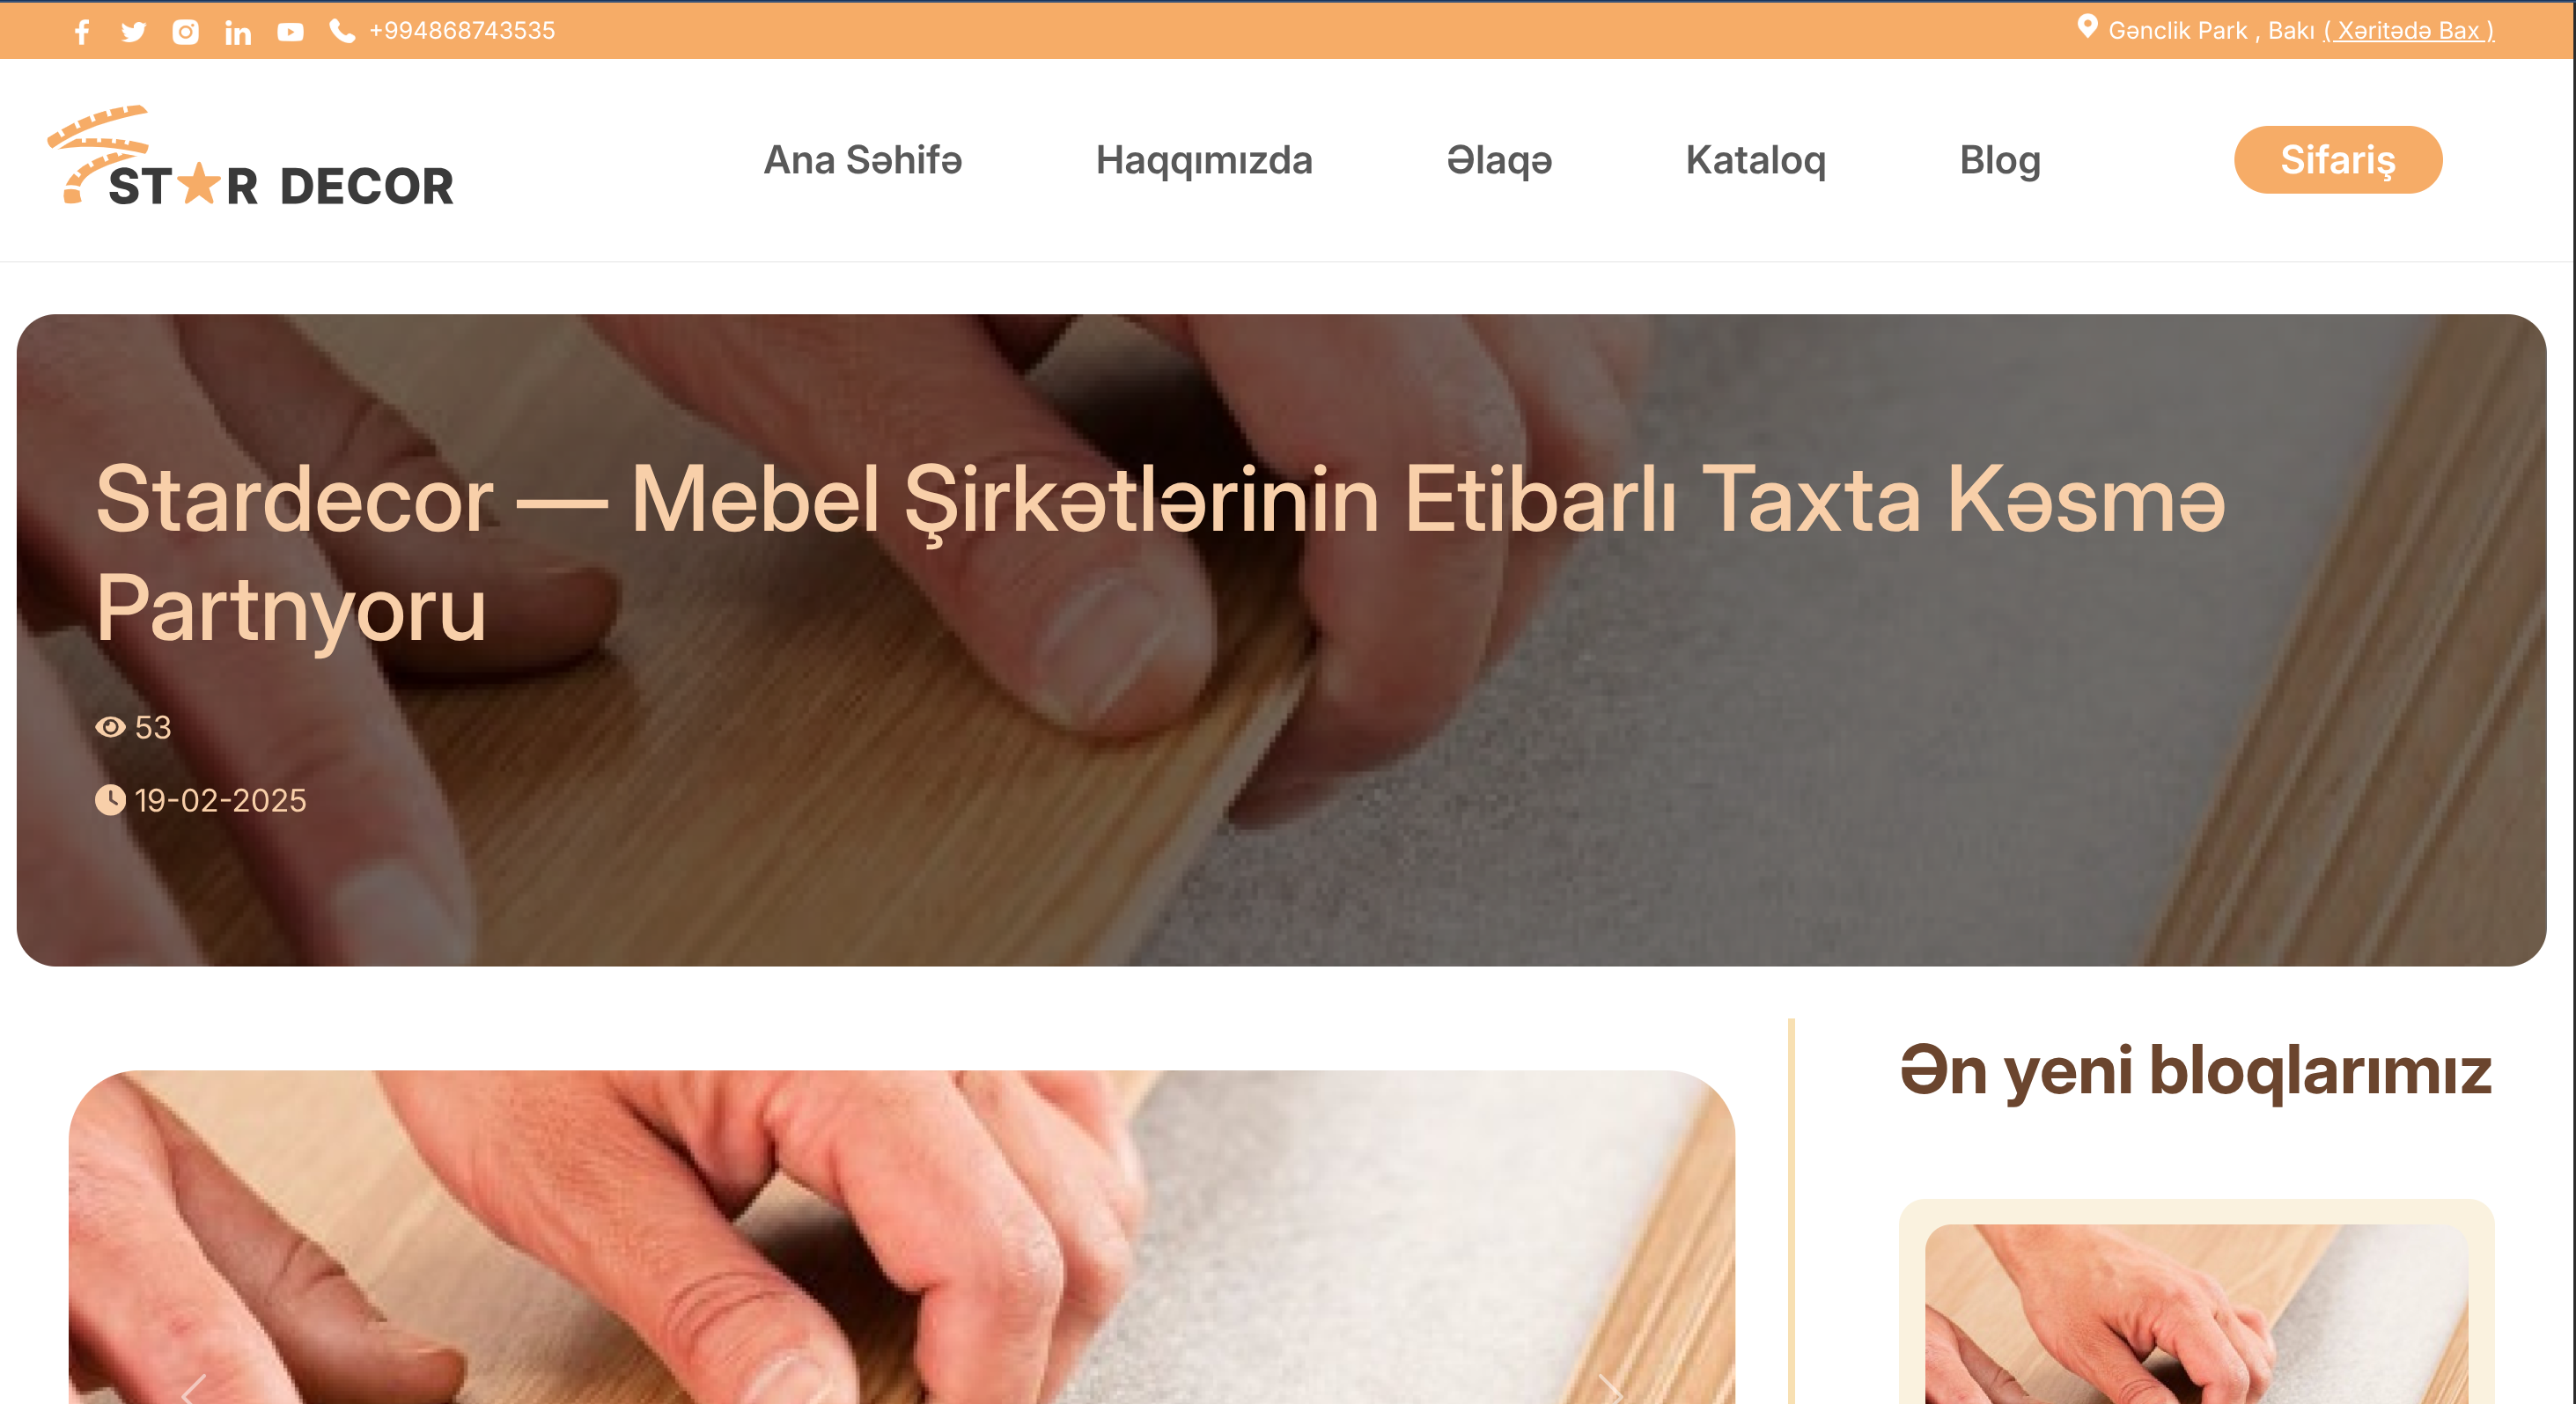 +994868743535
Gənclik Park , Bakı ( Xəritədə Bax )
ST★R DECOR
Ana Səhifə
Haqqımızda
Əlaqə
Kataloq
Blog
Sifariş
Stardecor — Mebel Şirkətlərinin Etibarlı Taxta Kəsmə
Partnyoru
53
19-02-2025
Ən yeni bloqlarımız